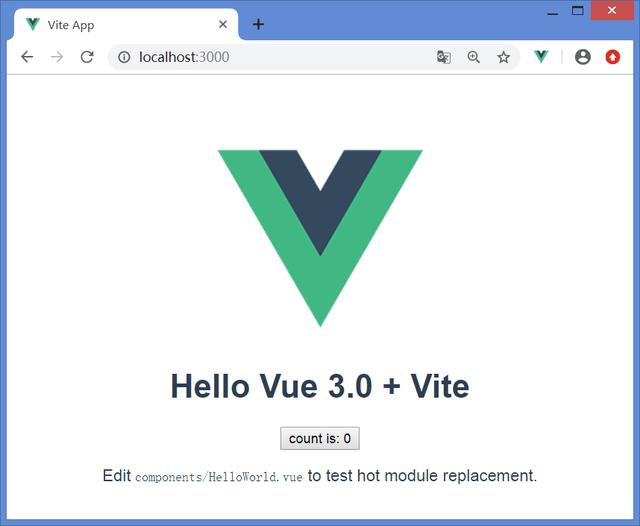 Vite App
localhost:3000
Hello Vue 3.0 + Vite
count is: 0
Edit components/HelloWorld.vue to test hot module replacement.